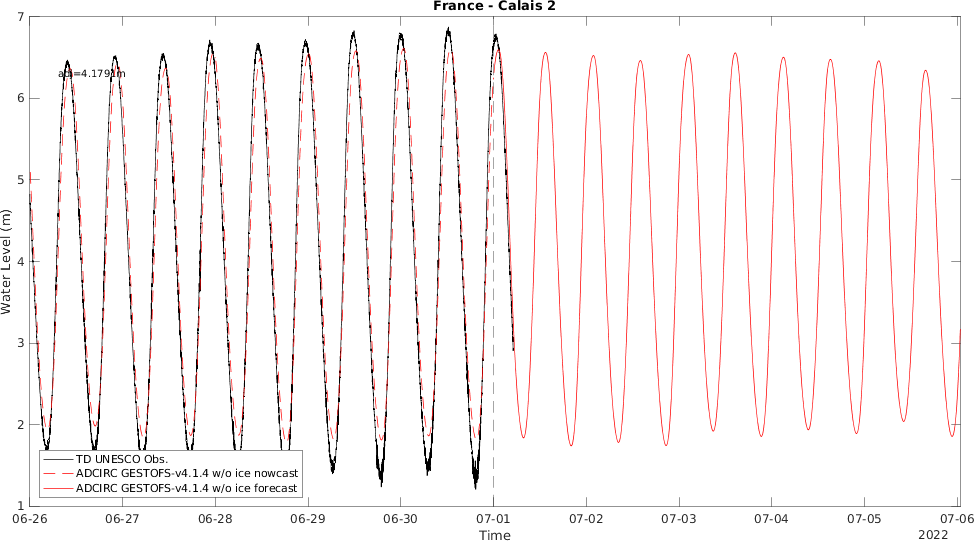 France - Calais 2
7
6
5
4
3
2
1
Water Level (m)
adj=4.1791m
TD UNESCO Obs.
ADCIRC GESTOFS-v4.1.4 w/o ice nowcast
ADCIRC GESTOFS-v4.1.4 w/o ice forecast
06-26 06-27 06-28 06-29 06-30 07-01 07-02 07-03 07-04 07-05 07-06
Time
2022